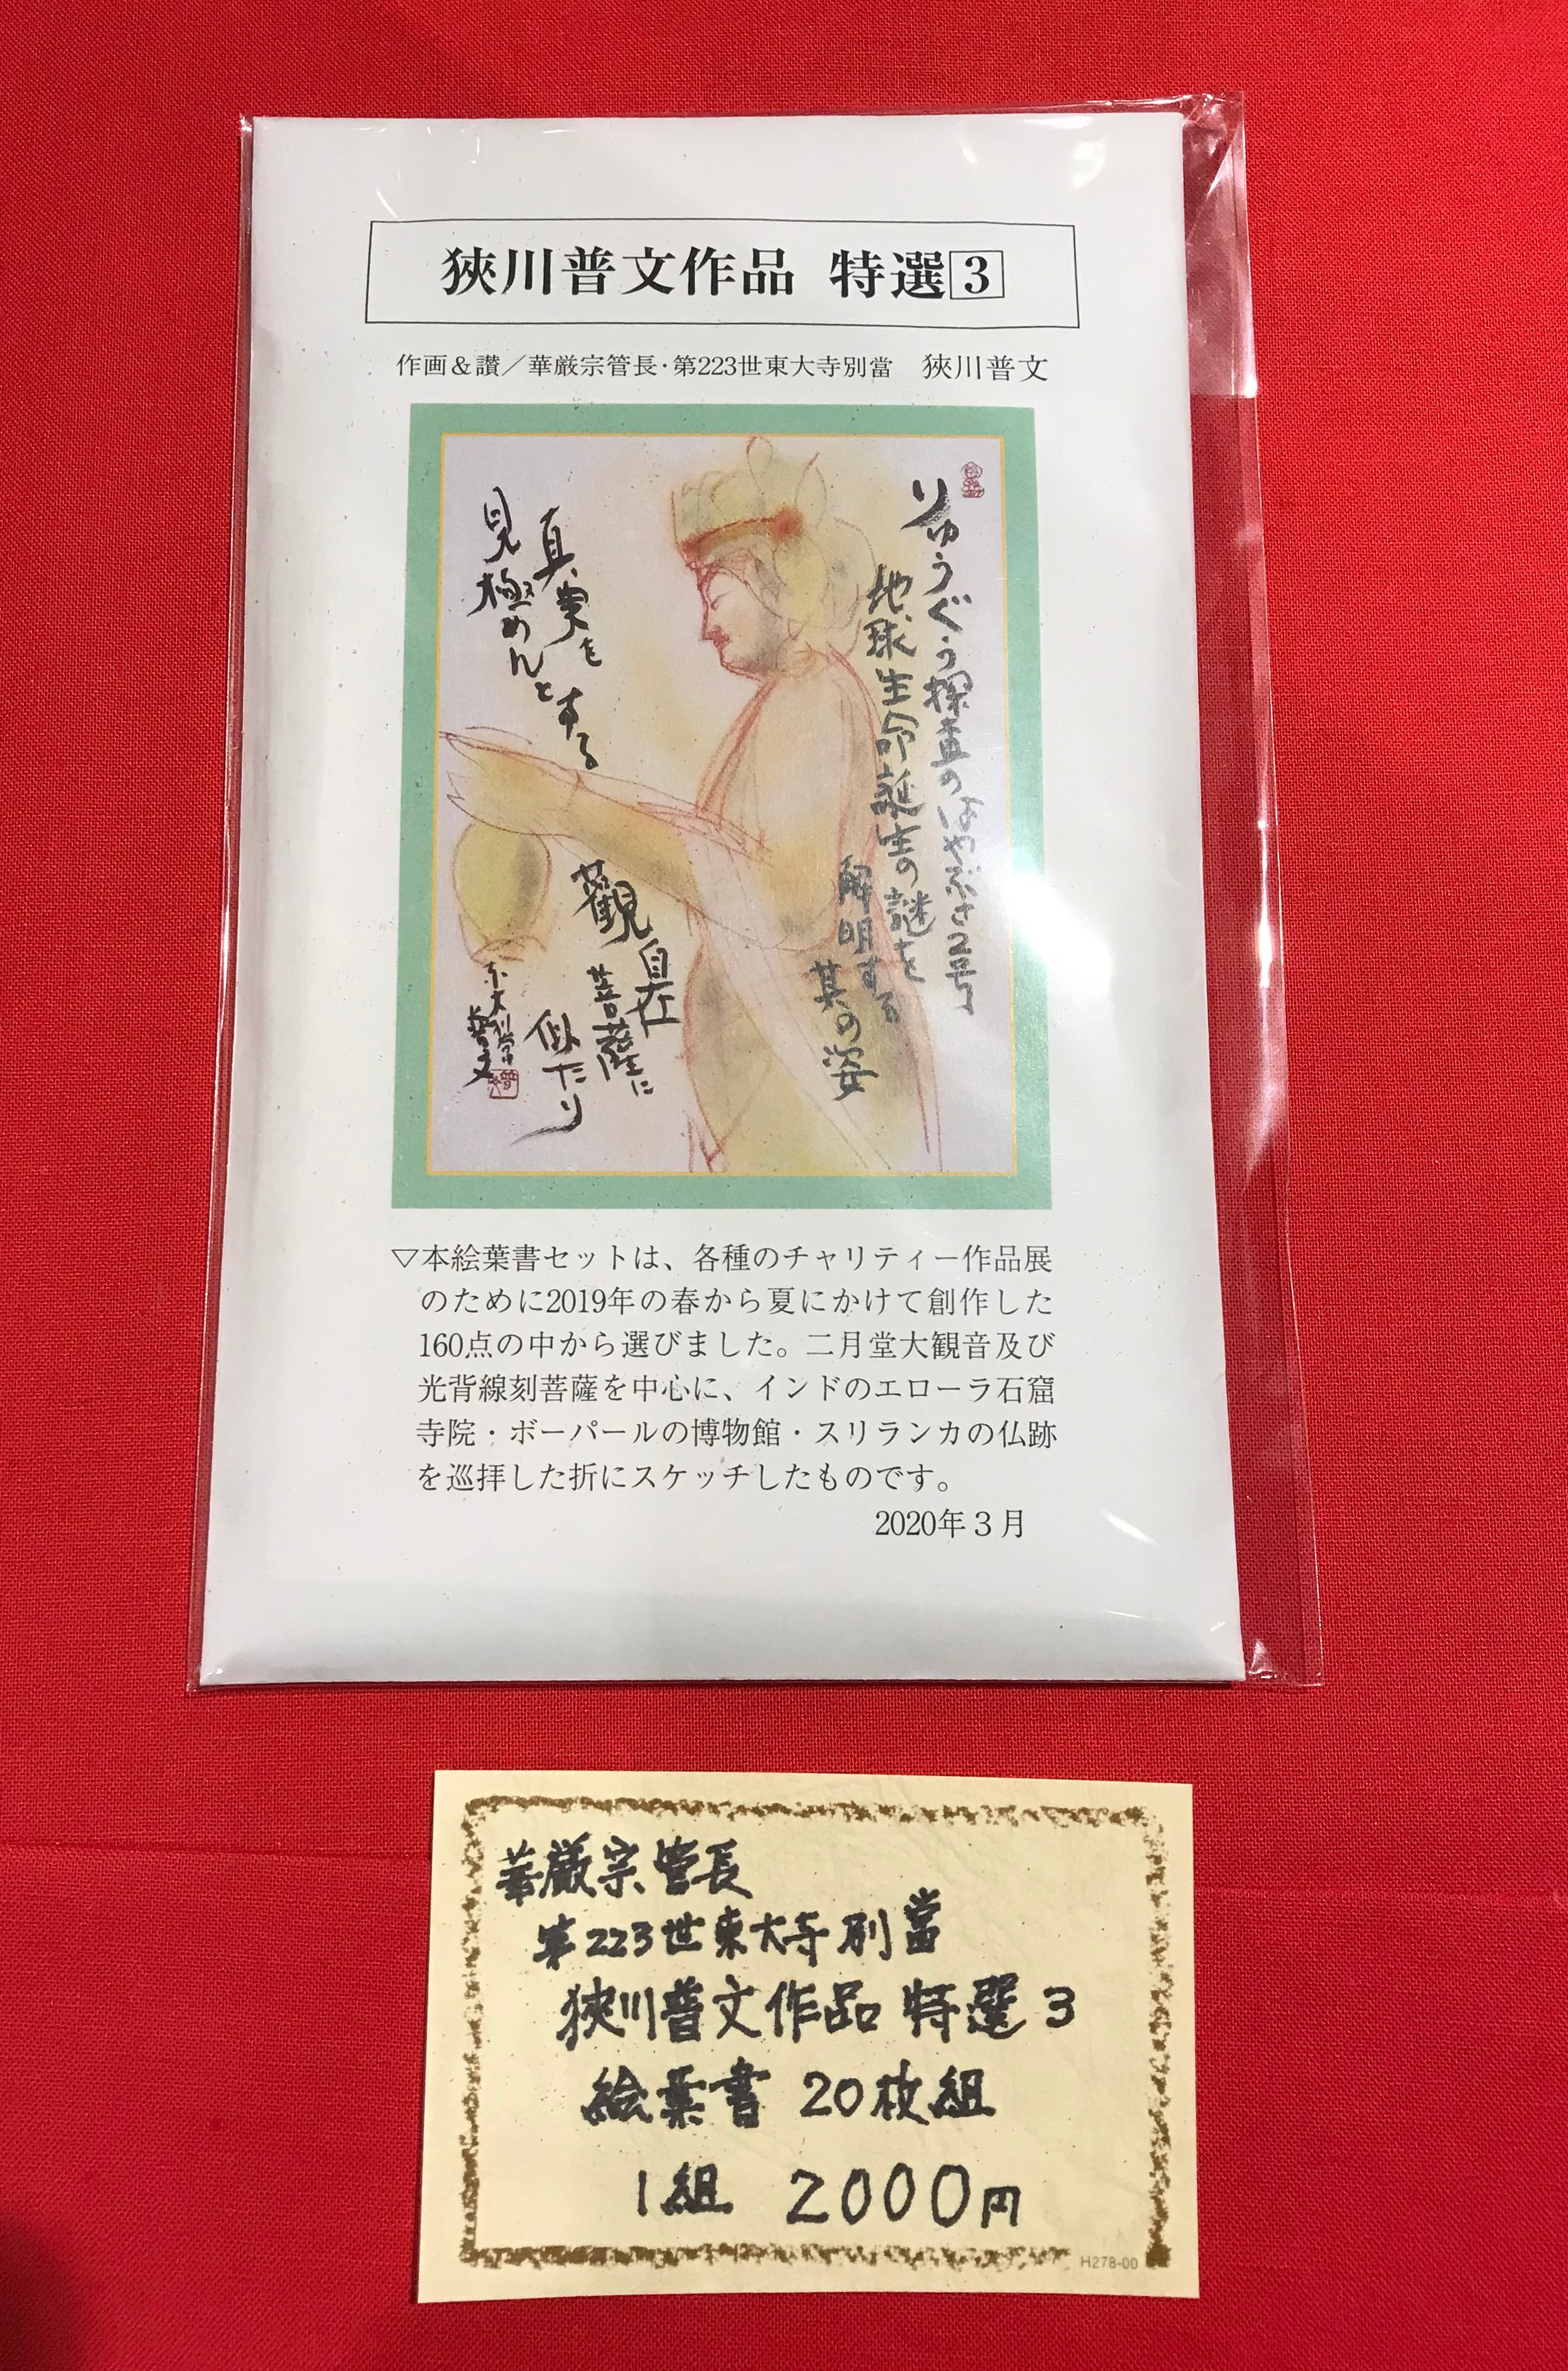 狹川普文作品 特選3
作画&讃/華厳宗管長・第223世東大寺別當 狹川普文
りゅうぐう探査のはやぶさ2号
地球生命誕生の謎を
解明する
其の姿
真実を
見極めんとする
観自在
菩薩に
似たり
東大別當
普文
▽本絵葉書セットは、各種のチャリティー作品展
のために2019年の春から夏にかけて創作した
160点の中から選びました。二月堂大観音及び
光背線刻菩薩を中心に、インドのエローラ石窟
寺院・ボーパールの博物館・スリランカの仏跡
を巡拝した折にスケッチしたものです。
2020年3月
華厳宗管長
第223世東大寺別當
狹川普文作品 特選3
絵葉書 20枚組
1組 2000円
H278-00